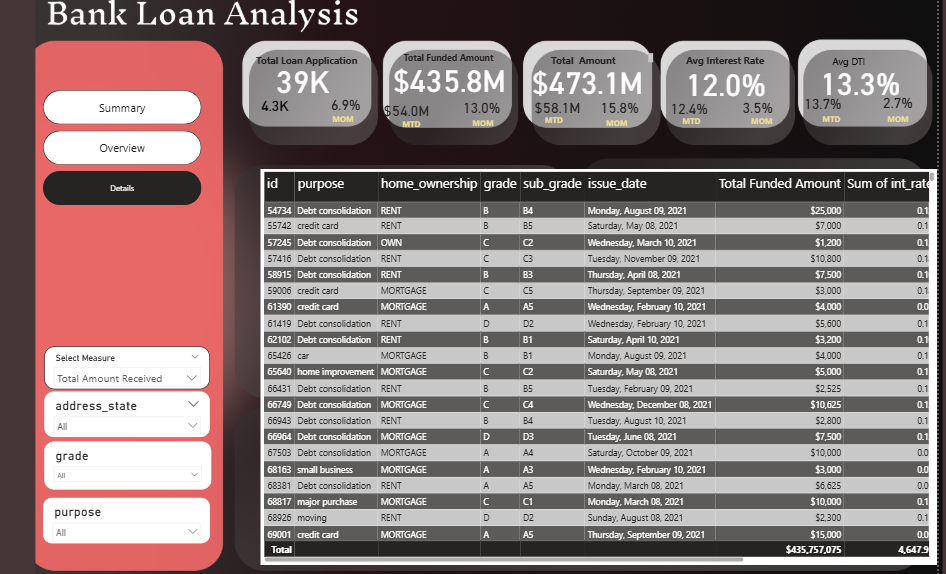 Bank Loan Analysis
Total Loan Application
39K
4.3K 6.9%
MOM
Total Funded Amount
$435.8M
$54.0M 13.0%
MTD MOM
Total Amount
$473.1M
$58.1M 15.8%
MTD MOM
Avg Interest Rate
12.0%
12.4% 3.5%
MTD MOM
Avg DTI
13.3%
13.7% 2.7%
MTD MOM
Summary
Overview
Details
Select Measure
Total Amount Received
address_state
All
grade
All
purpose
All
id purpose home_ownership grade sub_grade issue_date Total Funded Amount Sum of int_rate
54734 Debt consolidation RENT B B4 Monday, August 09, 2021 $25,000 0.1
55742 credit card RENT B B5 Saturday, May 08, 2021 $7,000 0.1
57245 Debt consolidation OWN C C2 Wednesday, March 10, 2021 $1,200 0.1
57416 Debt consolidation RENT C C3 Tuesday, November 09, 2021 $10,800 0.1
58915 Debt consolidation RENT B B3 Thursday, April 08, 2021 $7,500 0.1
59006 credit card MORTGAGE C C5 Thursday, September 09, 2021 $3,000 0.1
61390 credit card MORTGAGE A A5 Wednesday, February 10, 2021 $4,000 0.0
61419 Debt consolidation RENT D D2 Wednesday, February 10, 2021 $5,600 0.1
62102 Debt consolidation RENT B B1 Saturday, April 10, 2021 $3,200 0.1
65426 car MORTGAGE B B1 Monday, August 09, 2021 $4,000 0.1
65640 home improvement MORTGAGE C C2 Saturday, May 08, 2021 $5,000 0.1
66431 Debt consolidation RENT B B5 Tuesday, February 09, 2021 $2,525 0.1
66749 Debt consolidation MORTGAGE C C4 Wednesday, December 08, 2021 $10,625 0.1
66943 Debt consolidation RENT B B4 Tuesday, August 10, 2021 $2,800 0.1
66964 Debt consolidation MORTGAGE D D3 Tuesday, June 08, 2021 $7,500 0.1
67503 Debt consolidation MORTGAGE A A4 Saturday, October 09, 2021 $10,000 0.0
68163 small business MORTGAGE A A3 Wednesday, February 10, 2021 $3,000 0.0
68381 Debt consolidation RENT A A5 Monday, March 08, 2021 $6,625 0.0
68817 major purchase MORTGAGE C C1 Monday, March 08, 2021 $10,000 0.1
68926 moving RENT D D2 Sunday, August 08, 2021 $2,300 0.1
69001 credit card MORTGAGE A A5 Thursday, September 09, 2021 $15,000 0.0
Total $435,757,075 4,647.9